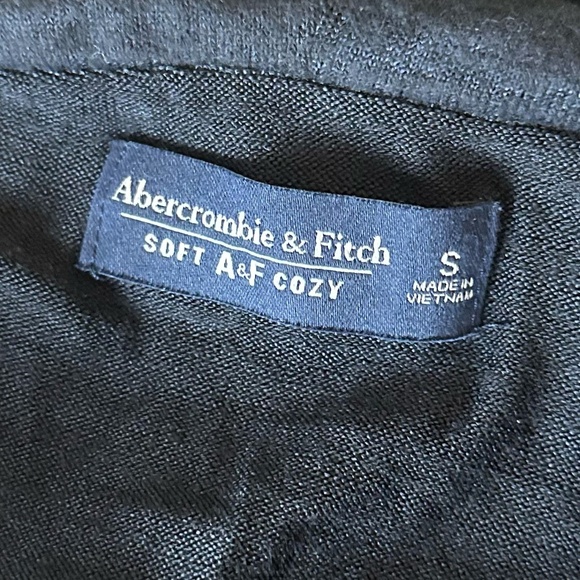 Abercrombie & Fitch
SOFT A&F COZY
S
MADE IN
VIETNAM